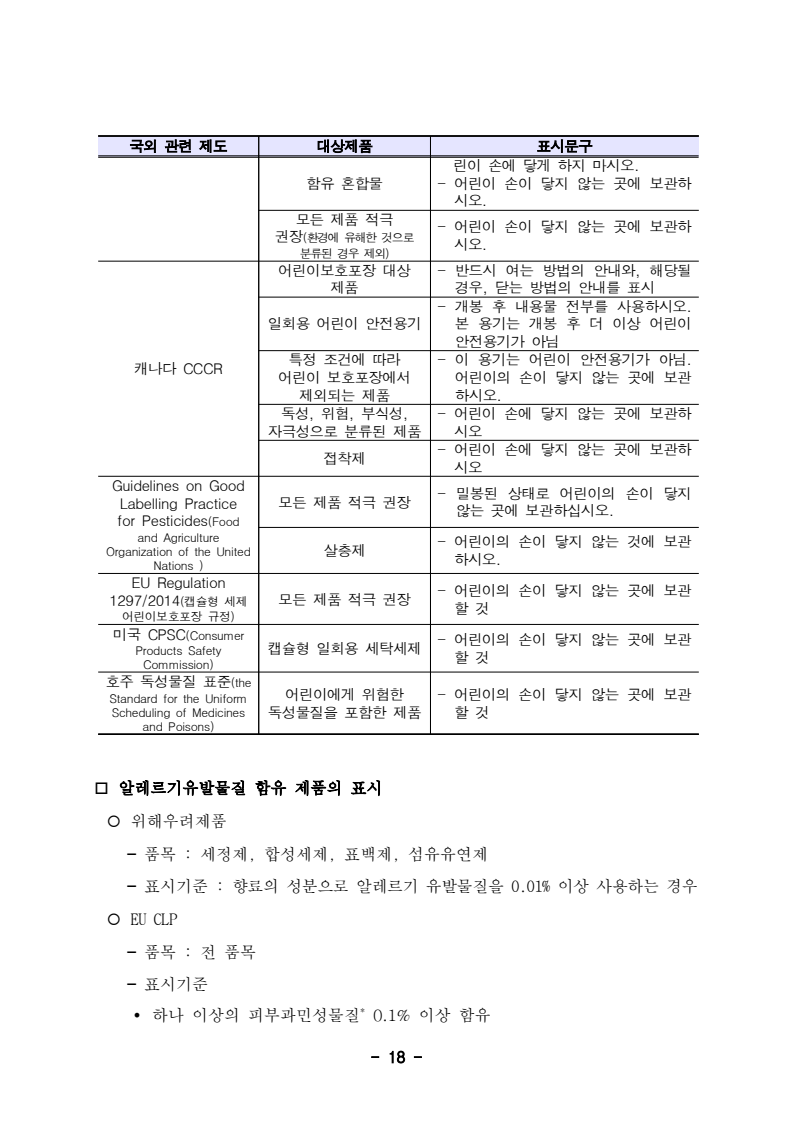 국외 관련 제도 대상제품 표시문구
함유 혼합물
린이 손에 닿게 하지 마시오.
- 어린이 손이 닿지 않는 곳에 보관하
시오.
모든 제품 적극
권장(환경에 유해한 것으로
분류된 경우 제외)
- 어린이 손이 닿지 않는 곳에 보관하
시오.
캐나다 CCCR
어린이보호포장 대상
제품
- 반드시 여는 방법의 안내와, 해당될
경우, 닫는 방법의 안내를 표시
일회용 어린이 안전용기
- 개봉 후 내용물 전부를 사용하시오.
본 용기는 개봉 후 더 이상 어린이
안전용기가 아님
특정 조건에 따라
어린이 보호포장에서
제외되는 제품
- 이 용기는 어린이 안전용기가 아님.
어린이의 손이 닿지 않는 곳에 보관
하시오.
독성, 위험, 부식성,
자극성으로 분류된 제품
- 어린이 손에 닿지 않는 곳에 보관하
시오
접착제
- 어린이 손에 닿지 않는 곳에 보관하
시오
Guidelines on Good
Labelling Practice
for Pesticides(Food
and Agriculture
Organization of the United
Nations )
모든 제품 적극 권장
- 밀봉된 상태로 어린이의 손이 닿지
않는 곳에 보관하십시오.
살충제
- 어린이의 손이 닿지 않는 것에 보관
하시오.
EU Regulation
1297/2014(캡슐형 세제
어린이보호포장 규정)
모든 제품 적극 권장
- 어린이의 손이 닿지 않는 곳에 보관
할 것
미국 CPSC(Consumer
Products Safety
Commission)
캡슐형 일회용 세탁세제
- 어린이의 손이 닿지 않는 곳에 보관
할 것
호주 독성물질 표준(the
Standard for the Uniform
Scheduling of Medicines
and Poisons)
어린이에게 위험한
독성물질을 포함한 제품
- 어린이의 손이 닿지 않는 곳에 보관
할 것
□ 알레르기유발물질 함유 제품의 표시
○ 위해우려제품
- 품목 : 세정제, 합성세제, 표백제, 섬유유연제
- 표시기준 : 향료의 성분으로 알레르기 유발물질을 0.01% 이상 사용하는 경우
○ EU CLP
- 품목 : 전 품목
- 표시기준
• 하나 이상의 피부과민성물질* 0.1% 이상 함유
- 18 -